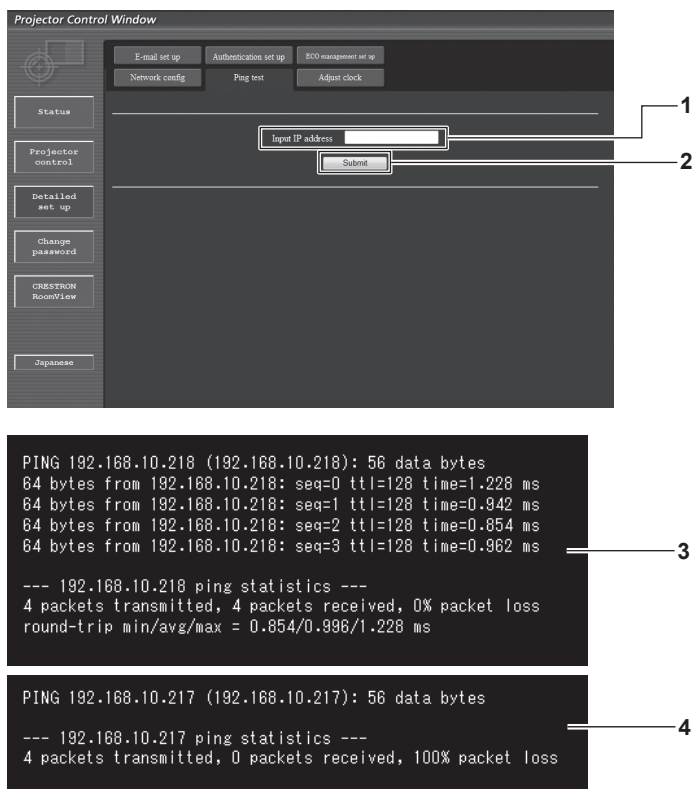 Projector Control Window
E-mail set up Authentication set up ECO management set up
Network config Ping test Adjust clock
Status
Projector
control
Detailed
set up
Change
password
CRESTRON
RoomView
Japanese
Input IP address
Submit
1
2
PING 192.168.10.218 (192.168.10.218): 56 data bytes
64 bytes from 192.168.10.218: seq=0 ttl=128 time=1.228 ms
64 bytes from 192.168.10.218: seq=1 ttl=128 time=0.942 ms
64 bytes from 192.168.10.218: seq=2 ttl=128 time=0.854 ms
64 bytes from 192.168.10.218: seq=3 ttl=128 time=0.962 ms
3
--- 192.168.10.218 ping statistics ---
4 packets transmitted, 4 packets received, 0% packet loss
round-trip min/avg/max = 0.854/0.996/1.228 ms
PING 192.168.10.217 (192.168.10.217): 56 data bytes
4
--- 192.168.10.217 ping statistics ---
4 packets transmitted, 0 packets received, 100% packet loss